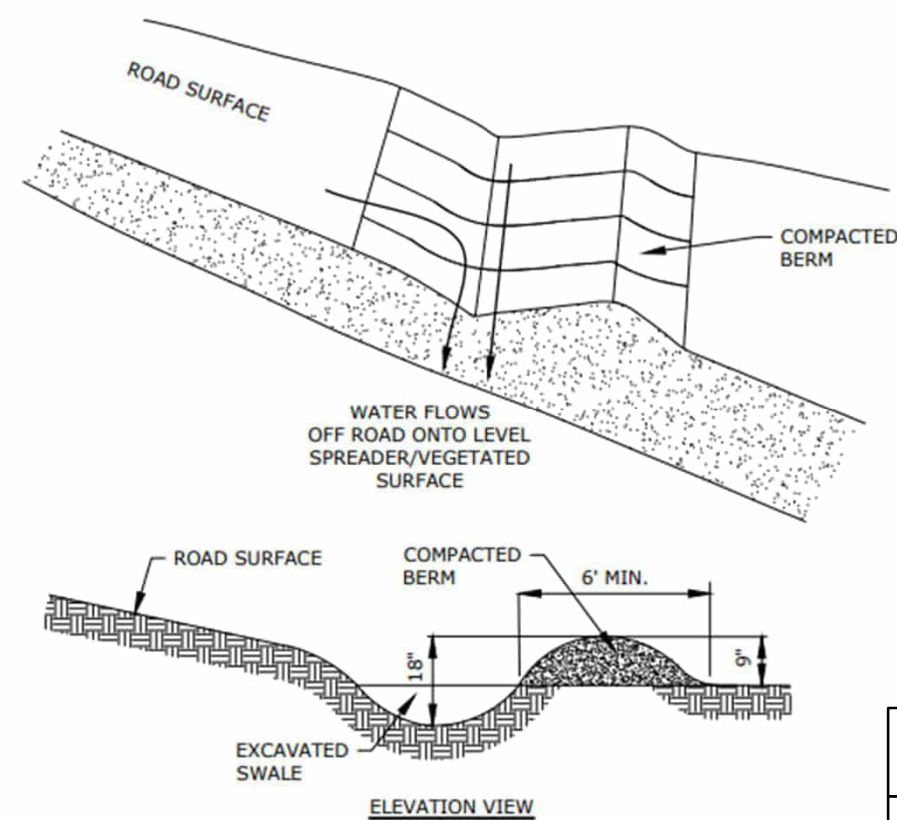 ROAD SURFACE
COMPACTED
BERM
WATER FLOWS
OFF ROAD ONTO LEVEL
SPREADER/VEGETATED
SURFACE
ROAD SURFACE
COMPACTED
BERM
6' MIN.
18"
9"
EXCAVATED
SWALE
ELEVATION VIEW